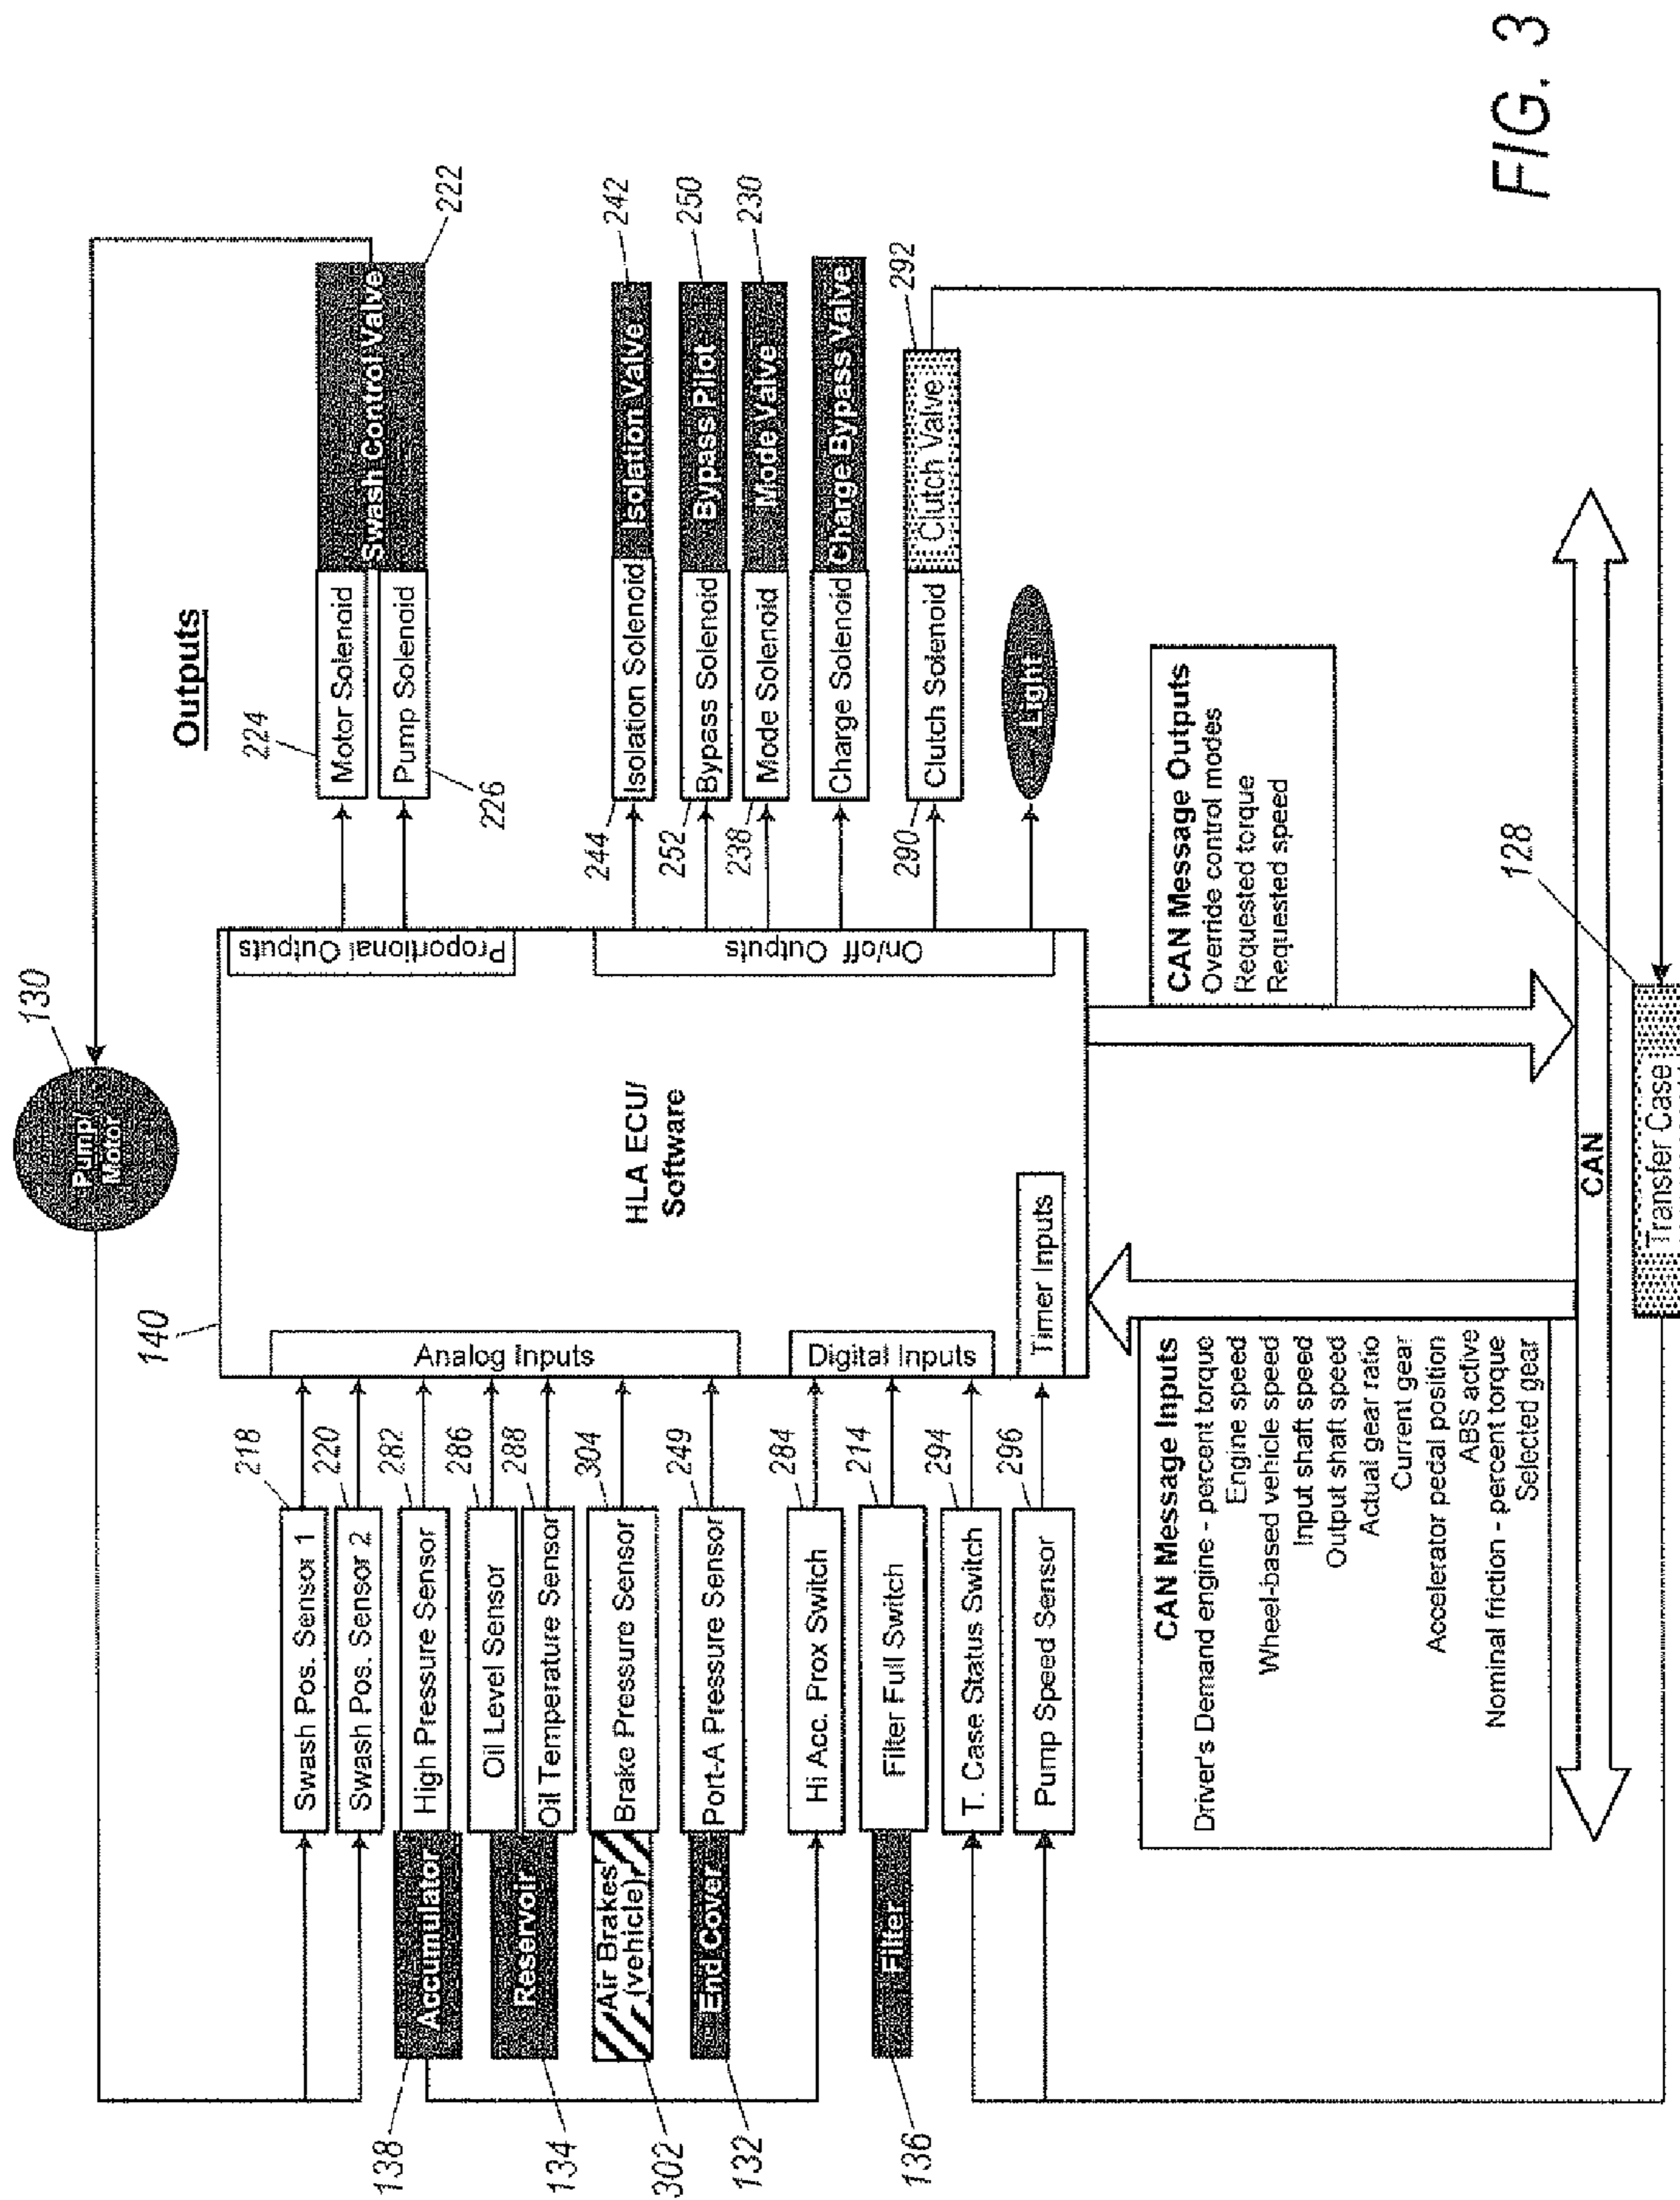 130
Pump/
Motor
Outputs
140
218
Swash Pos. Sensor 1
220
Swash Pos. Sensor 2
138
Accumulator
High Pressure Sensor
282
134
Reservoir
Oil Level Sensor
286
Oil Temperature Sensor
288
302
Air Brakes
(vehicle)
Brake Pressure Sensor
304
132
End Cover
Port-A Pressure Sensor
249
Hi Acc. Prox Switch
284
136
Filter
Filter Full Switch
214
T. Case Status Switch
294
Pump Speed Sensor
296
Analog Inputs
Digital Inputs
Timer Inputs
HLA ECU/
Software
Proportional Outputs
On/off Outputs
224
Motor Solenoid
Pump Solenoid
226
Swash Control Valve
222
244
Isolation Solenoid
Isolation Valve
242
252
Bypass Solenoid
Bypass Pilot
250
238
Mode Solenoid
Mode Valve
230
Charge Solenoid
Charge Bypass Valve
290
Clutch Solenoid
Clutch Valve
292
Light
CAN Message Inputs
Driver's Demand engine - percent torque
Engine speed
Wheel-based vehicle speed
Input shaft speed
Output shaft speed
Actual gear ratio
Current gear
Accelerator pedal position
ABS active
Nominal friction - percent torque
Selected gear
CAN Message Outputs
Override control modes
Requested torque
Requested speed
CAN
128
Transfer Case
FIG. 3